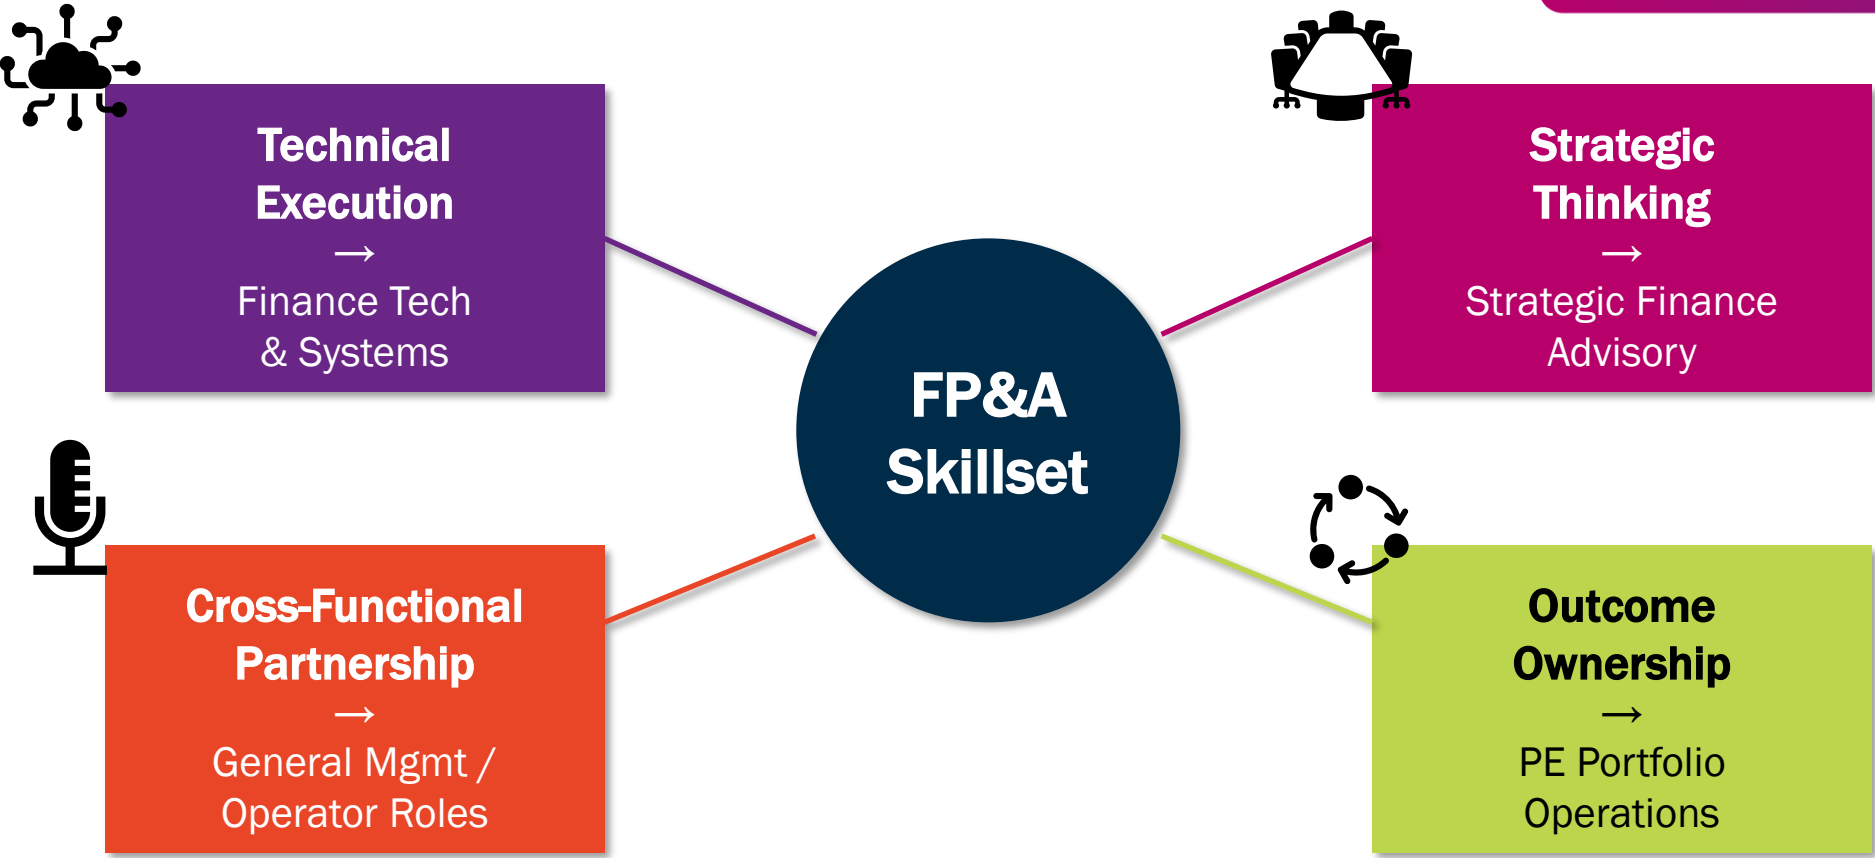 Technical
Execution
→
Finance Tech
& Systems
Strategic
Thinking
→
Strategic Finance
Advisory
FP&A
Skillset
Cross-Functional
Partnership
→
General Mgmt /
Operator Roles
Outcome
Ownership
→
PE Portfolio
Operations